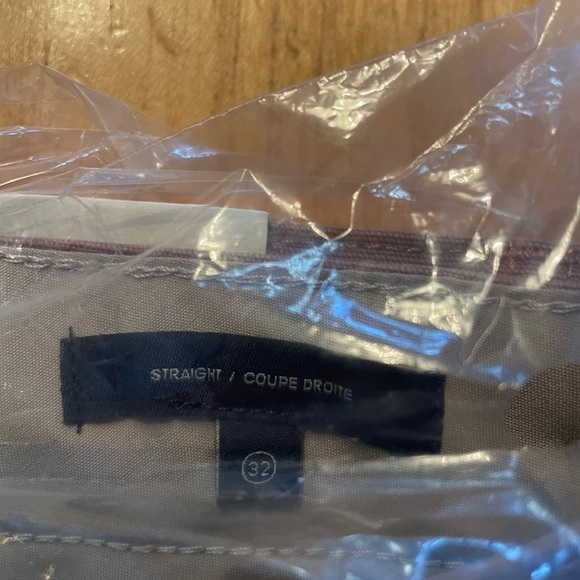 STRAIGHT / COUPE DROITE
32